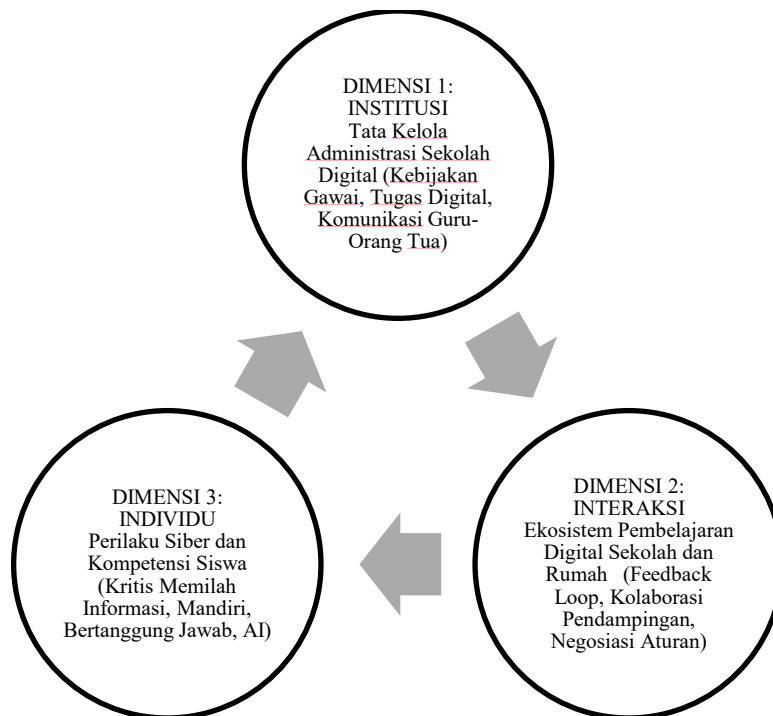 DIMENSI 1:
INSTITUSI
Tata Kelola
Administrasi Sekolah
Digital (Kebijakan
Gawai, Tugas Digital,
Komunikasi Guru-
Orang Tua)
DIMENSI 2:
INTERAKSI
Ekosistem Pembelajaran
Digital Sekolah dan
Rumah (Feedback
Loop, Kolaborasi
Pendampingan,
Negosiasi Aturan)
DIMENSI 3:
INDIVIDU
Perilaku Siber dan
Kompetensi Siswa
(Kritis Memilah
Informasi, Mandiri,
Bertanggung Jawab, AI)